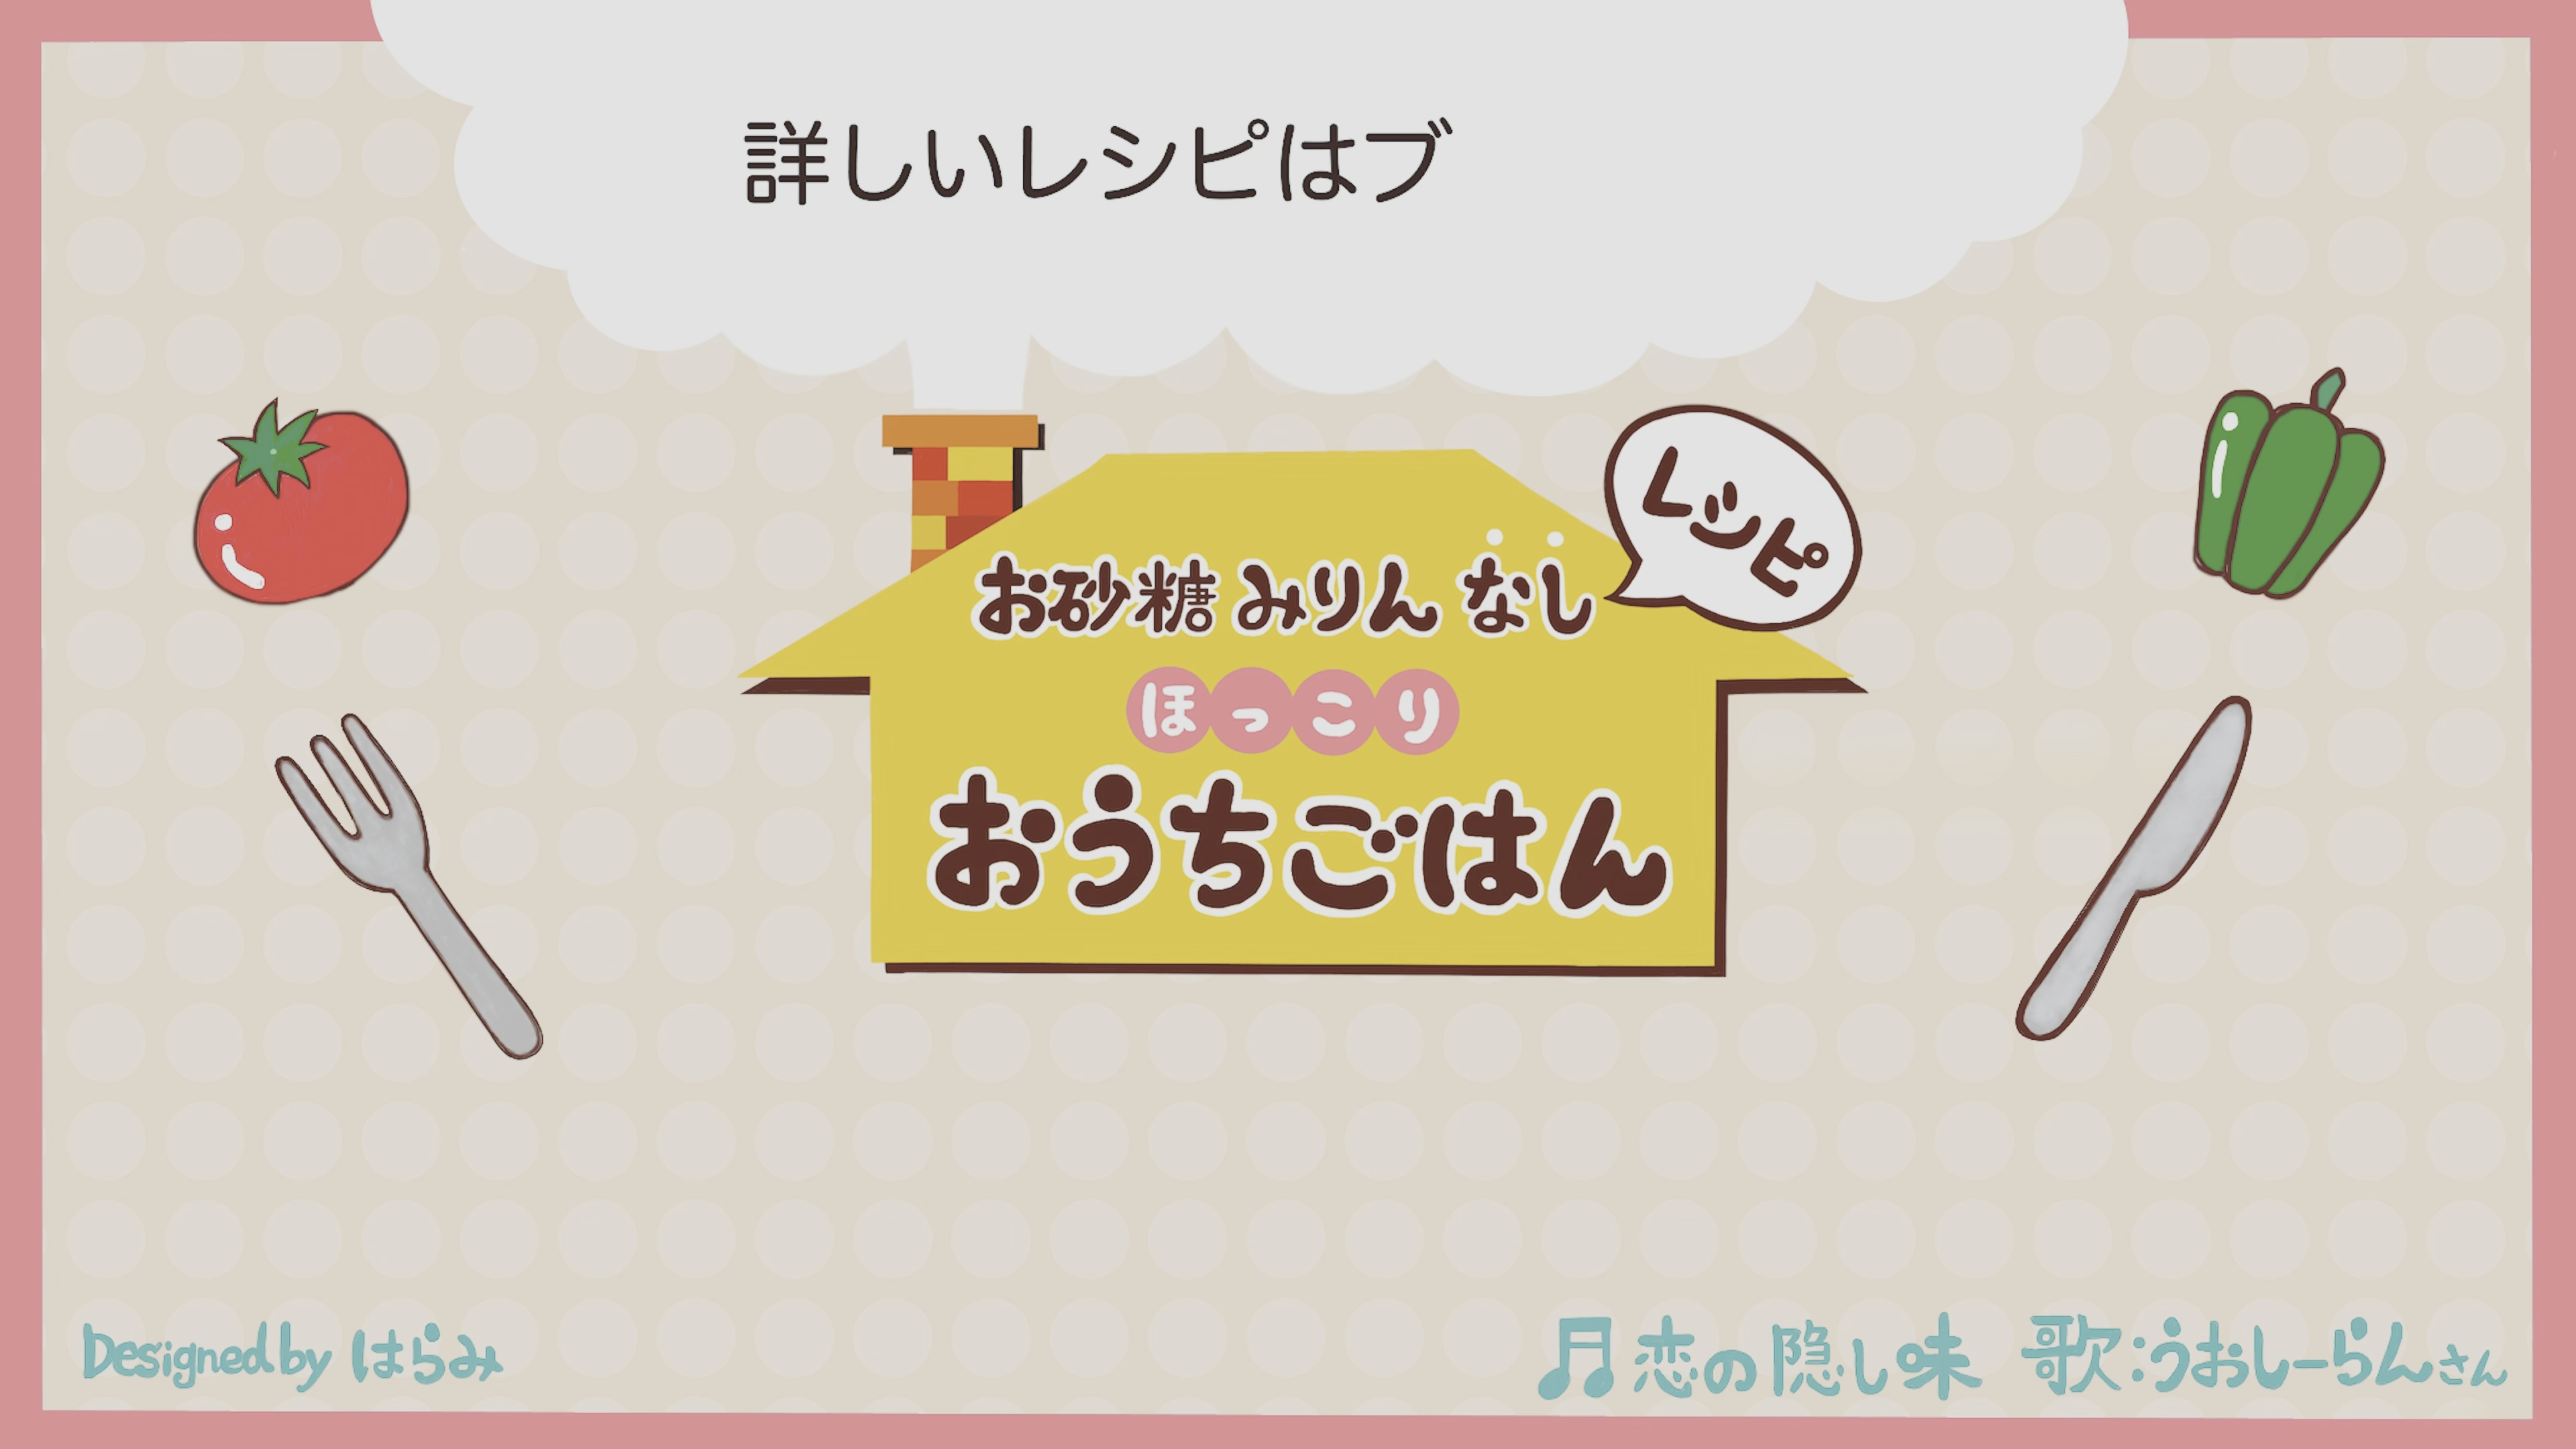 詳しいレシピはブ
レシピ
お砂糖 みりん なし
ほっこり
おうちごはん
Designed by はらみ
♫恋の隠し味 歌:うおしーらんさん